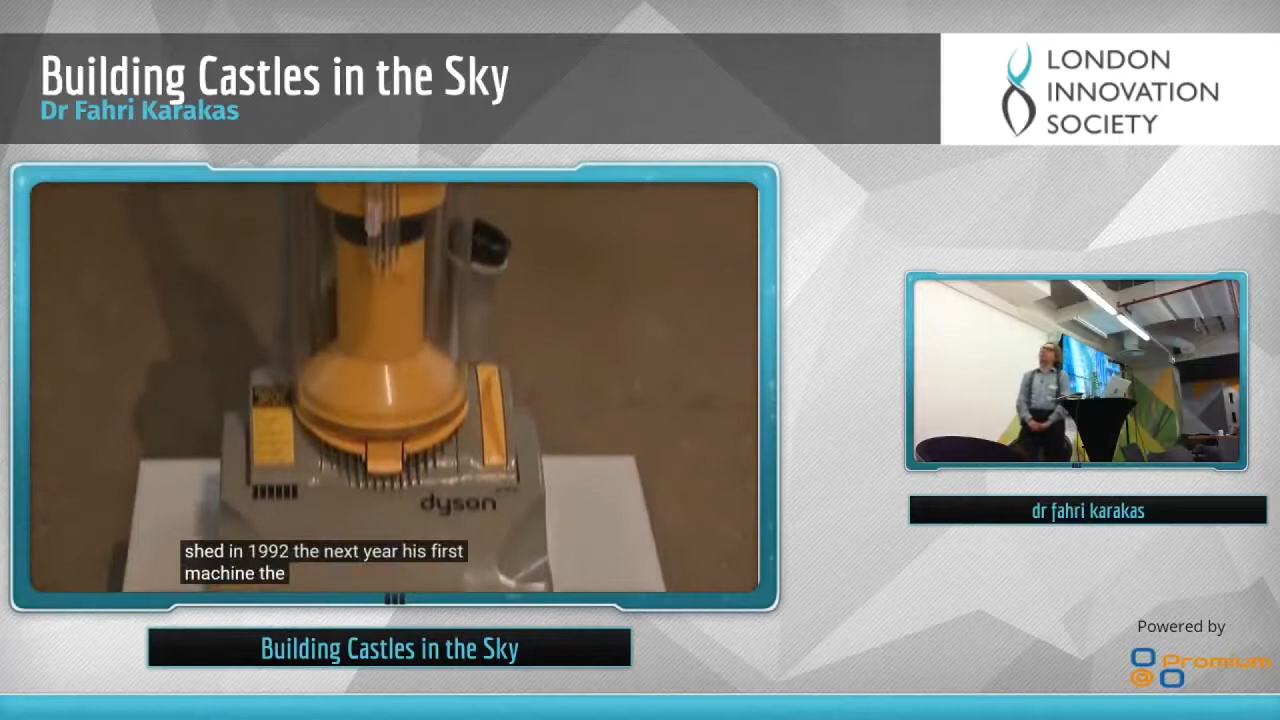 Building Castles in the Sky
Dr Fahri Karakas
LONDON
INNOVATION
SOCIETY
dyson
shed in 1992 the next year his first
machine the
dr fahri karakas
Building Castles in the Sky
Powered by
Promium